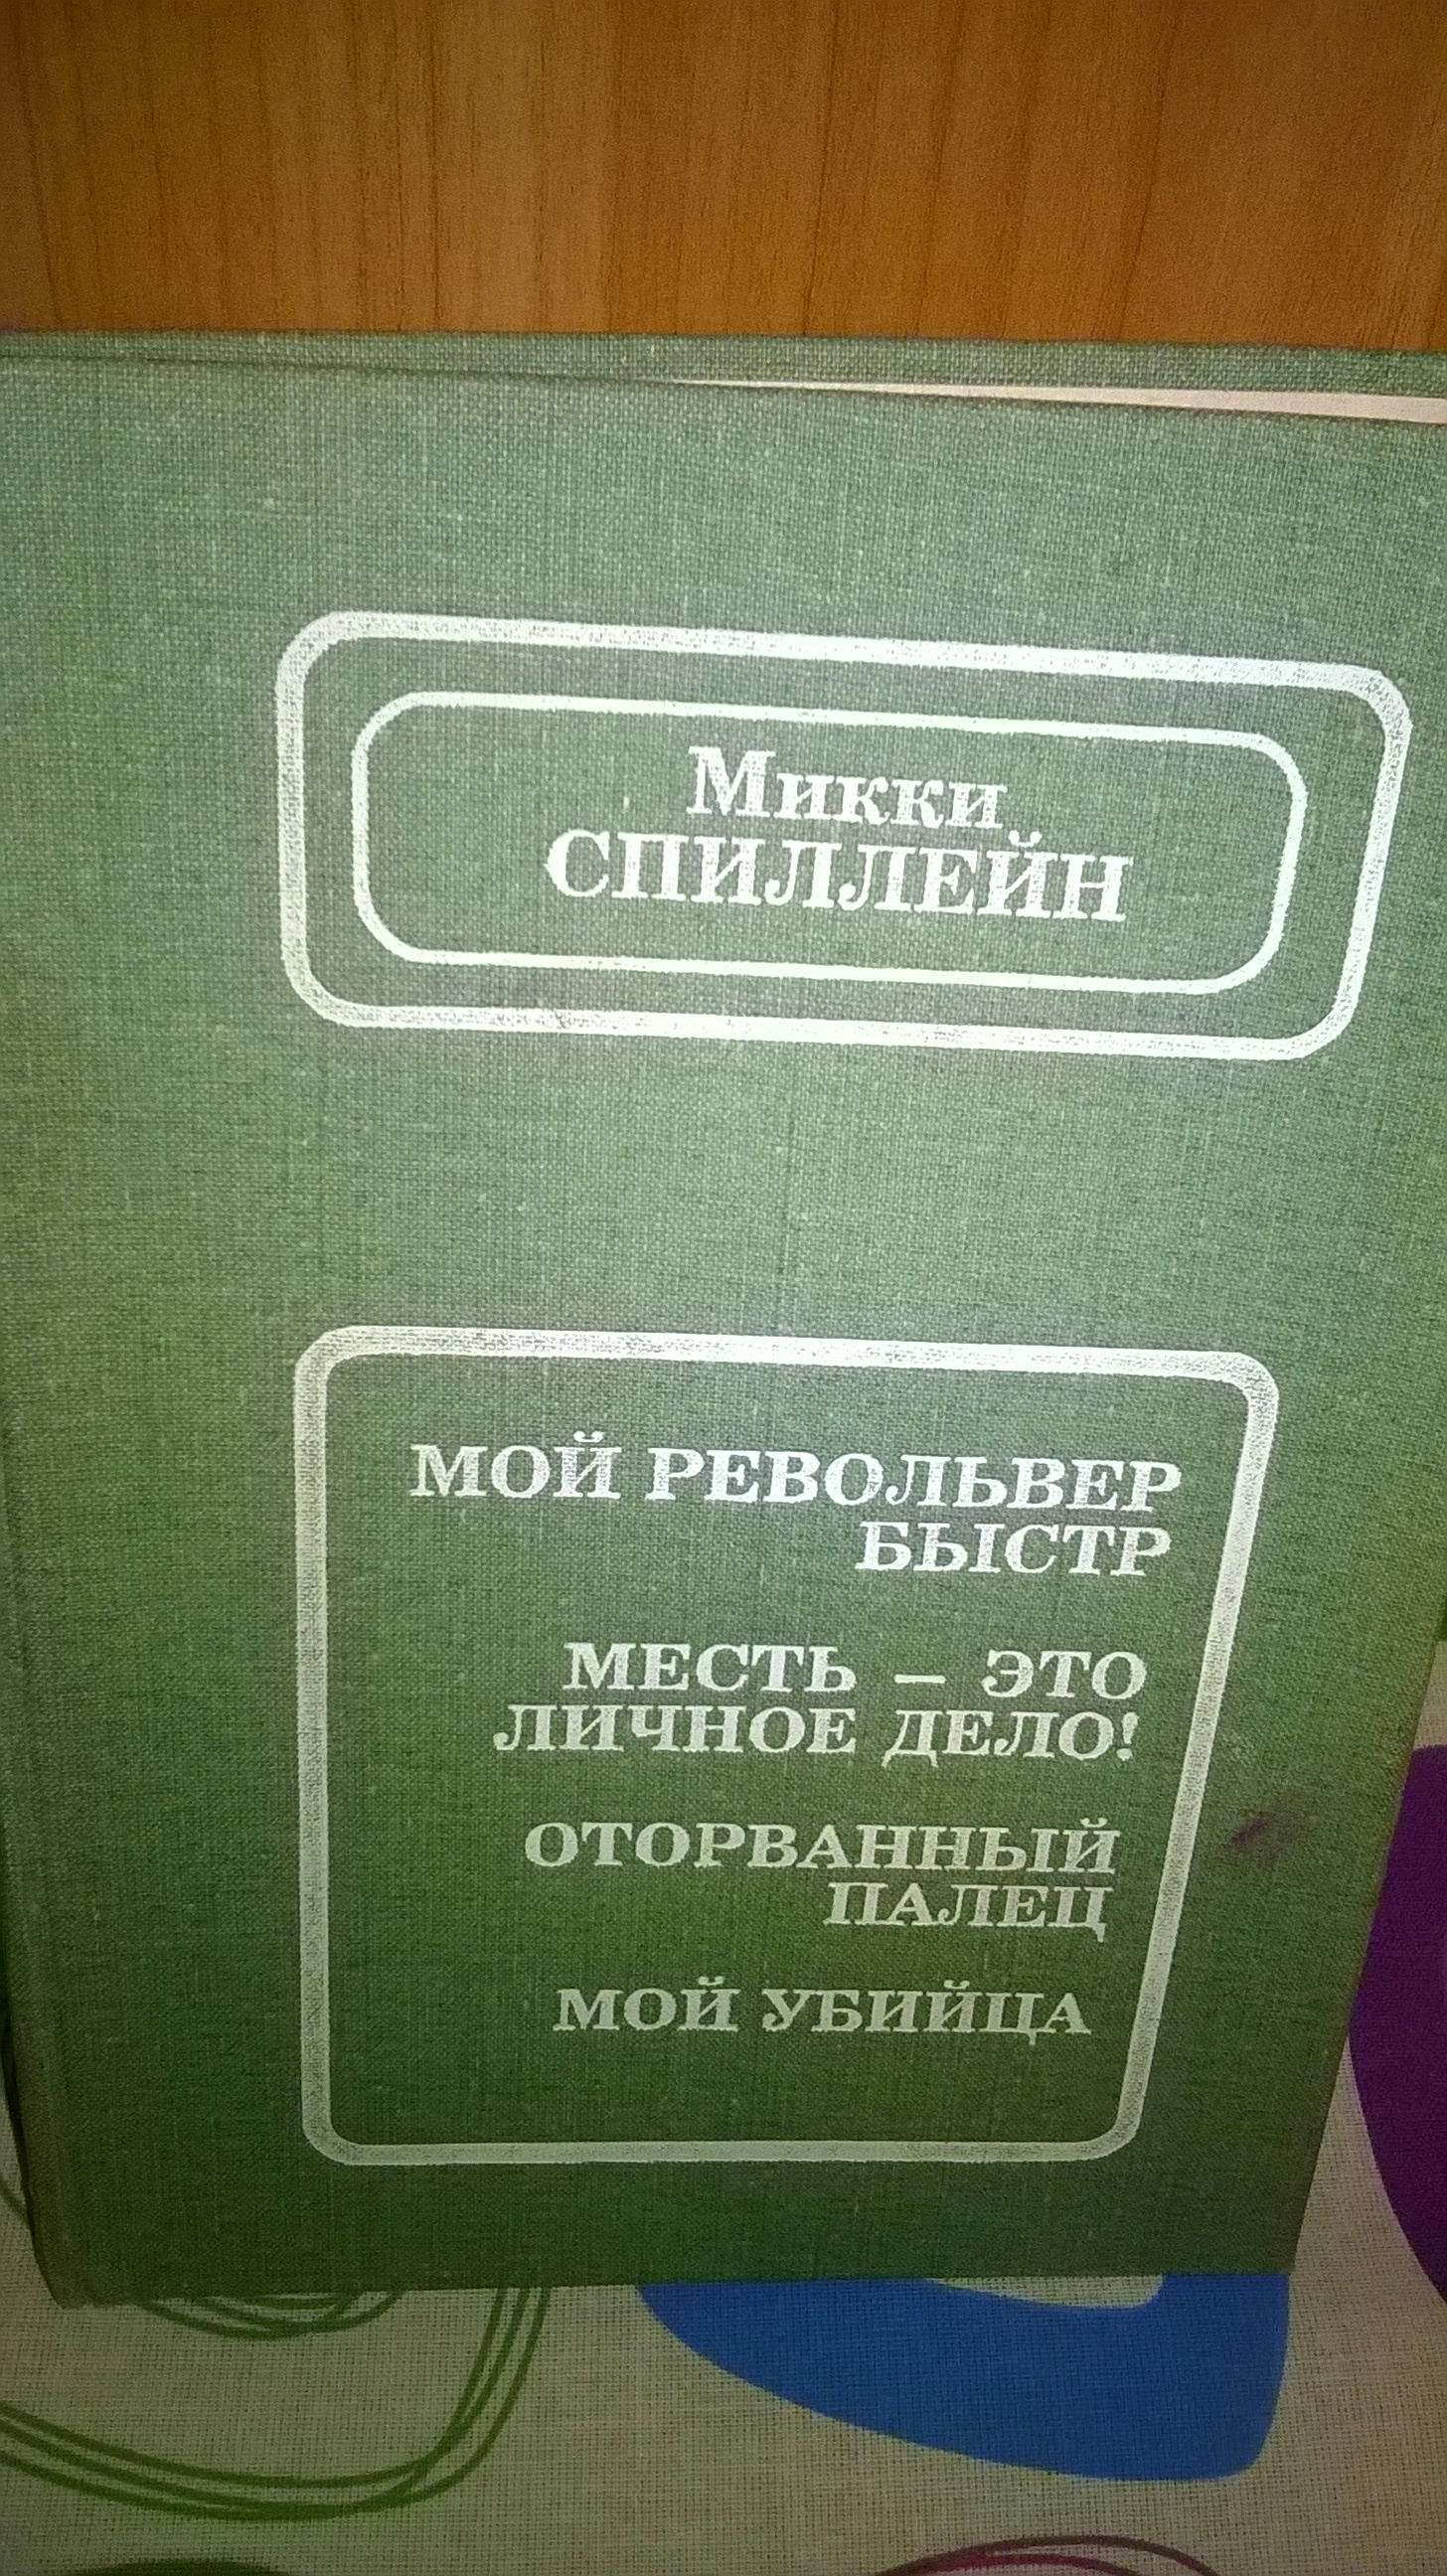 Микки
СПИЛЛЕЙН
МОЙ РЕВОЛЬВЕР
БЫСТР
МЕСТЬ – ЭТО
ЛИЧНОЕ ДЕЛО!
ОТОРВАННЫЙ
ПАЛЕЦ
МОЙ УБИЙЦА